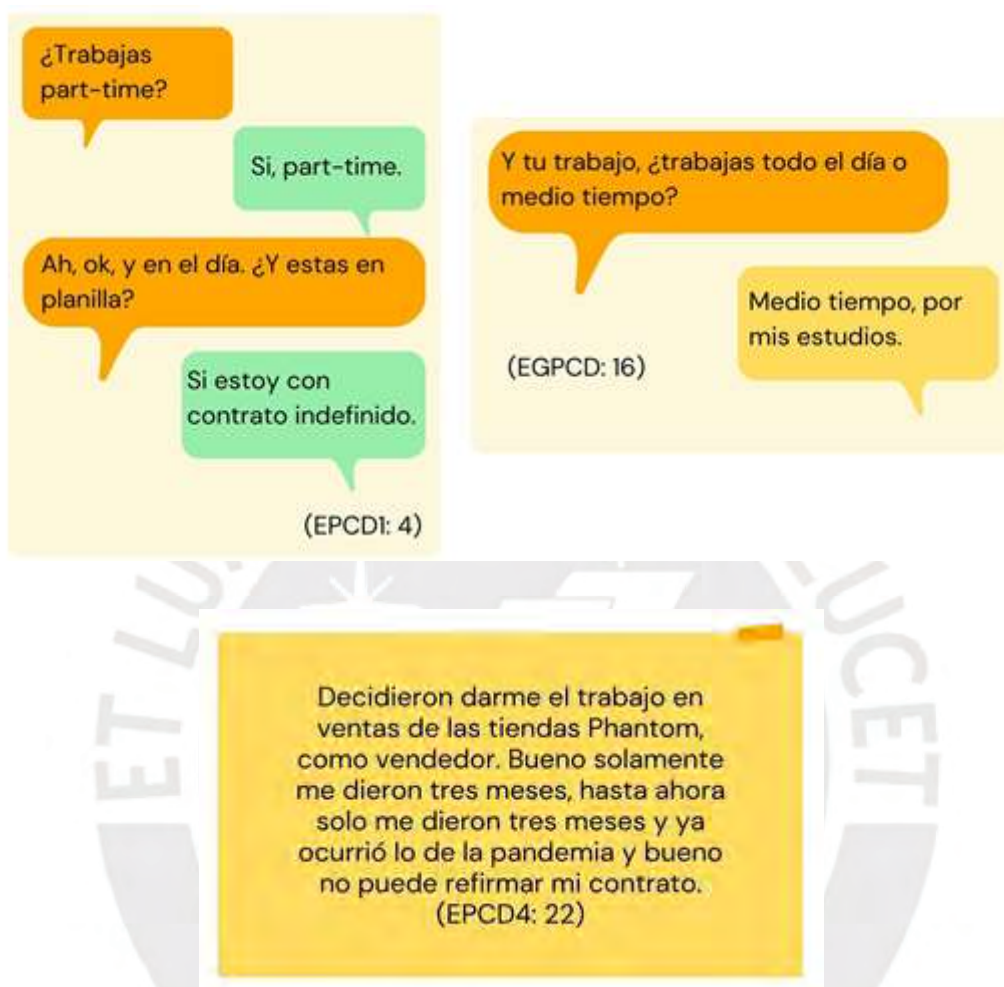 ¿Trabajas
part-time?
Si, part-time.
Ah, ok, y en el día. ¿Y estas en
planilla?
Si estoy con
contrato indefinido.
(EPCD1: 4)
Y tu trabajo, ¿trabajas todo el día o
medio tiempo?
Medio tiempo, por
mis estudios.
(EGPCD: 16)
Decidieron darme el trabajo en
ventas de las tiendas Phantom,
como vendedor. Bueno solamente
me dieron tres meses, hasta ahora
solo me dieron tres meses y ya
ocurrió lo de la pandemia y bueno
no puede refirmar mi contrato.
(EPCD4: 22)
ET LU
UCET